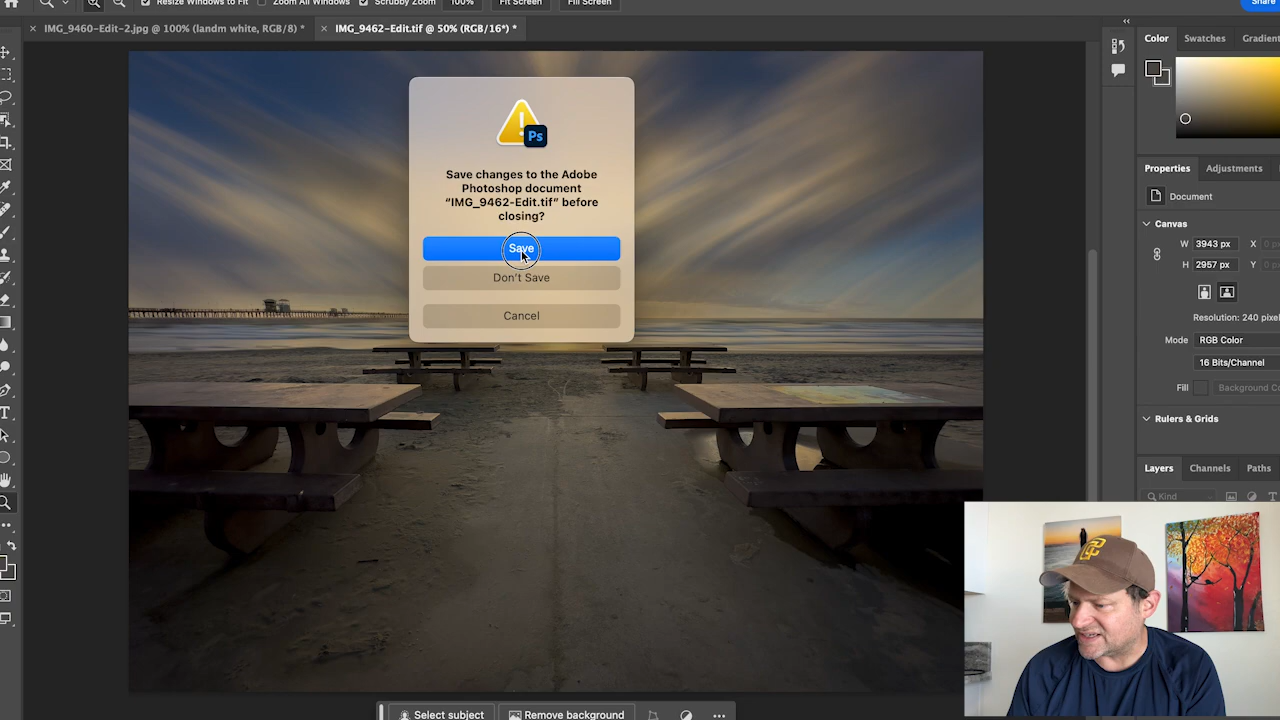 Resize Windows to Fit
Zoom All Windows
Scrubby Zoom
100%
Fit Screen
Fill Screen
Share
IMG_9460-Edit-2.jpg @ 100% (landm white, RGB/8) *
IMG_9462-Edit.tif @ 50% (RGB/16*) *
Color
Swatches
Gradient
Ps
Save changes to the Adobe
Photoshop document
“IMG_9462-Edit.tif” before
closing?
Save
Don’t Save
Cancel
Properties
Adjustments
Document
Canvas
W 3943 px X 0 p
H 2957 px Y 0 p
Resolution: 240 pixel
Mode RGB Color
16 Bits/Channel
Fill Background Co
Rulers & Grids
Layers
Channels
Paths
Kind
Select subject
Remove background